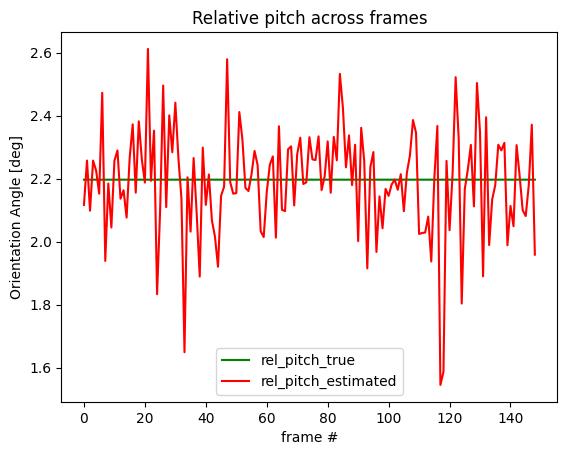 Relative pitch across frames
2.6
2.4
2.2
2.0
1.8
1.6
Orientation Angle [deg]
rel_pitch_true
rel_pitch_estimated
0 20 40 60 80 100 120 140
frame #